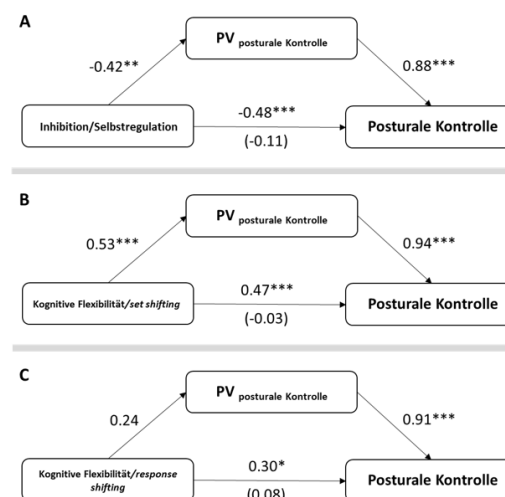 A
PV posturale Kontrolle
-0.42**
0.88***
Inhibition/Selbstregulation
-0.48***
(-0.11)
Posturale Kontrolle
B
PV posturale Kontrolle
0.53***
0.94***
Kognitive Flexibilität/set shifting
0.47***
(-0.03)
Posturale Kontrolle
C
PV posturale Kontrolle
0.24
0.91***
Kognitive Flexibilität/response
shifting
0.30*
(0.08)
Posturale Kontrolle